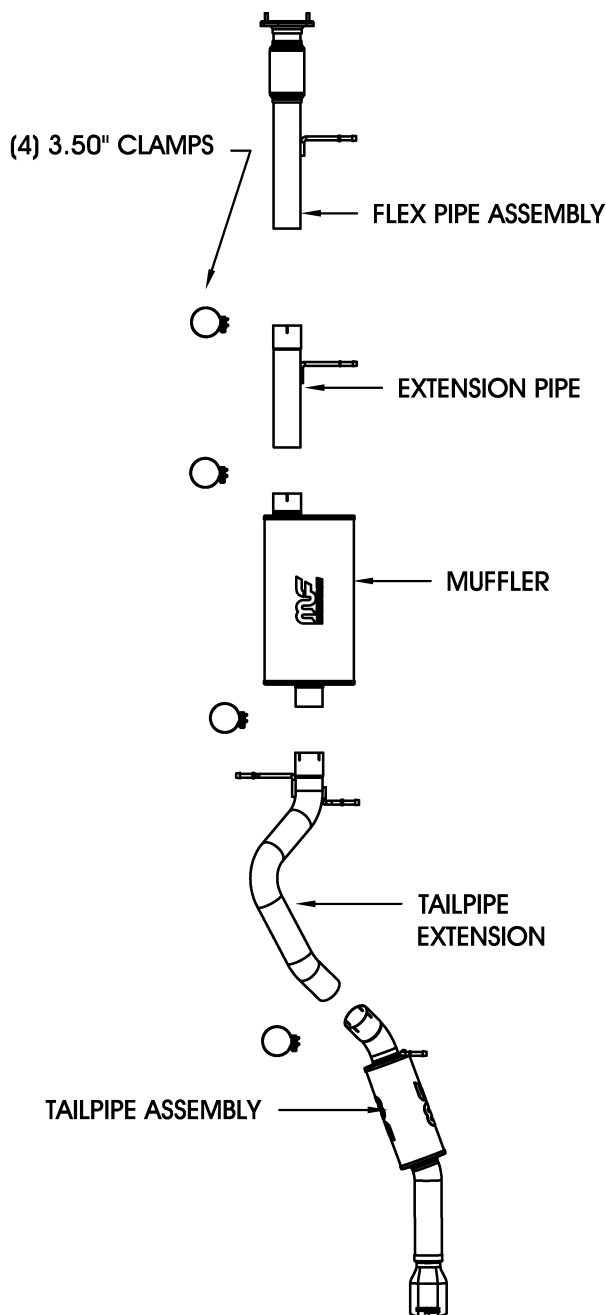 (4) 3.50" CLAMPS
FLEX PIPE ASSEMBLY
EXTENSION PIPE
MUFFLER
TAILPIPE
EXTENSION
TAILPIPE ASSEMBLY